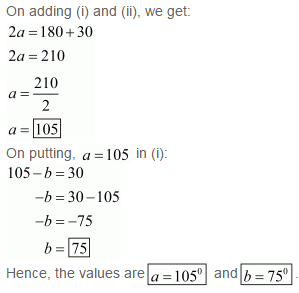 On adding (i) and (ii), we get:
2a = 180 + 30
2a = 210
a = 210/2
a = 105
On putting, a = 105 in (i):
105 − b = 30
−b = 30 − 105
−b = −75
b = 75
Hence, the values are a = 105⁰ and b = 75⁰.